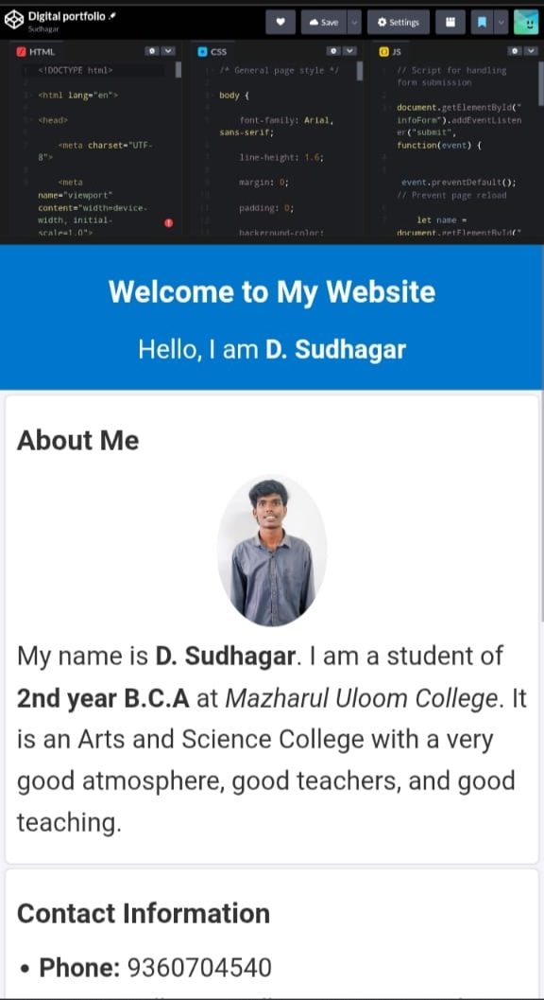 Digital portfolio
Sudhagar
Save
Settings
HTML
<!DOCTYPE html>
<html lang="en">
<head>
<meta charset="UTF-
8">
<meta
name="viewport"
content="width=device-
width, initial-
scale=1.0">
CSS
/* General page style */
body {
font-family: Arial,
sans-serif;
line-height: 1.6;
margin: 0;
padding: 0;
background-color:
JS
// Script for handling
form submission
document.getElementById("
infoForm").addEventListen
er("submit",
function(event) {
event.preventDefault();
// Prevent page reload
let name =
document.getElementById("
Welcome to My Website
Hello, I am D. Sudhagar
About Me
My name is D. Sudhagar. I am a student of
2nd year B.C.A at Mazharul Uloom College. It
is an Arts and Science College with a very
good atmosphere, good teachers, and good
teaching.
Contact Information
• Phone: 9360704540